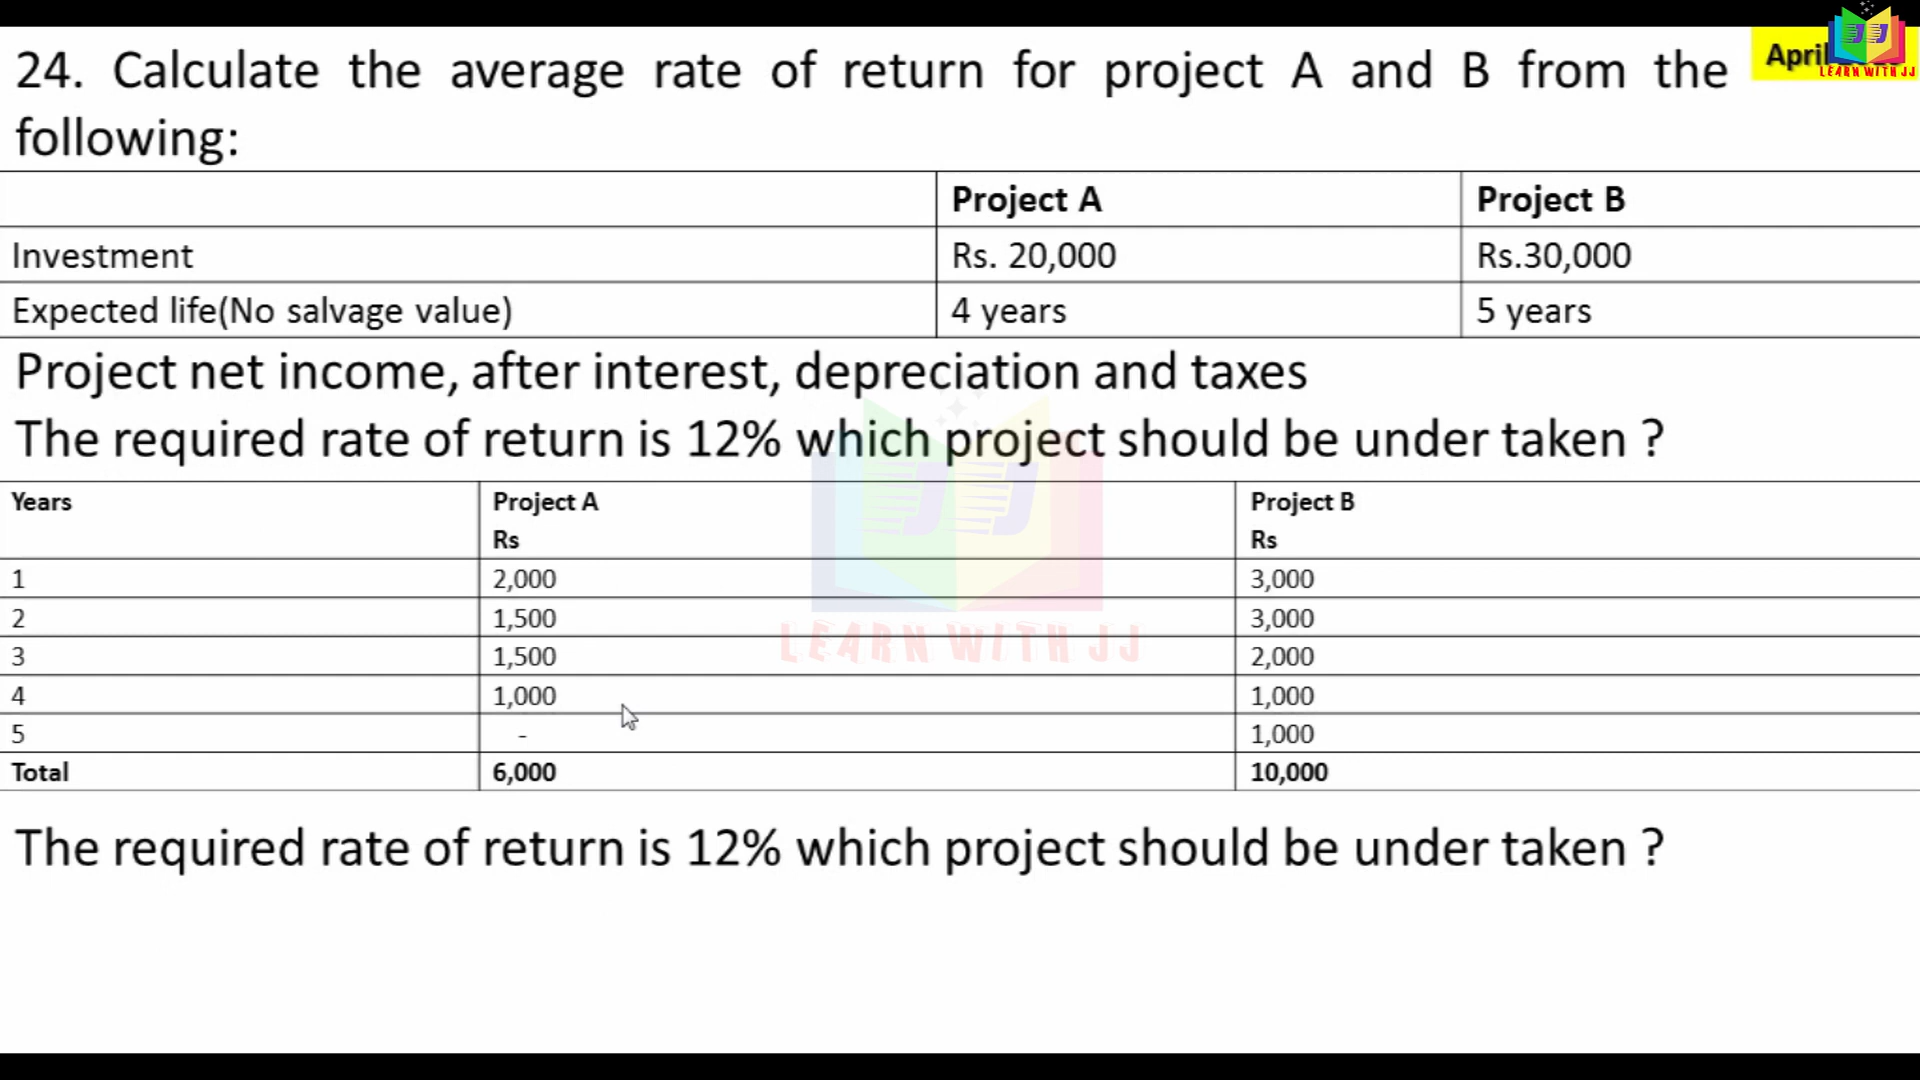 24. Calculate the average rate of return for project A and B from the
following:
April
LEARN WITH JJ
Project A Project B
Investment Rs. 20,000 Rs.30,000
Expected life(No salvage value) 4 years 5 years
Project net income, after interest, depreciation and taxes
The required rate of return is 12% which project should be under taken ?
Years Project A Project B
Rs Rs
1 2,000 3,000
2 1,500 3,000
3 1,500 2,000
4 1,000 1,000
5 - 1,000
Total 6,000 10,000
LEARN WITH JJ
The required rate of return is 12% which project should be under taken ?